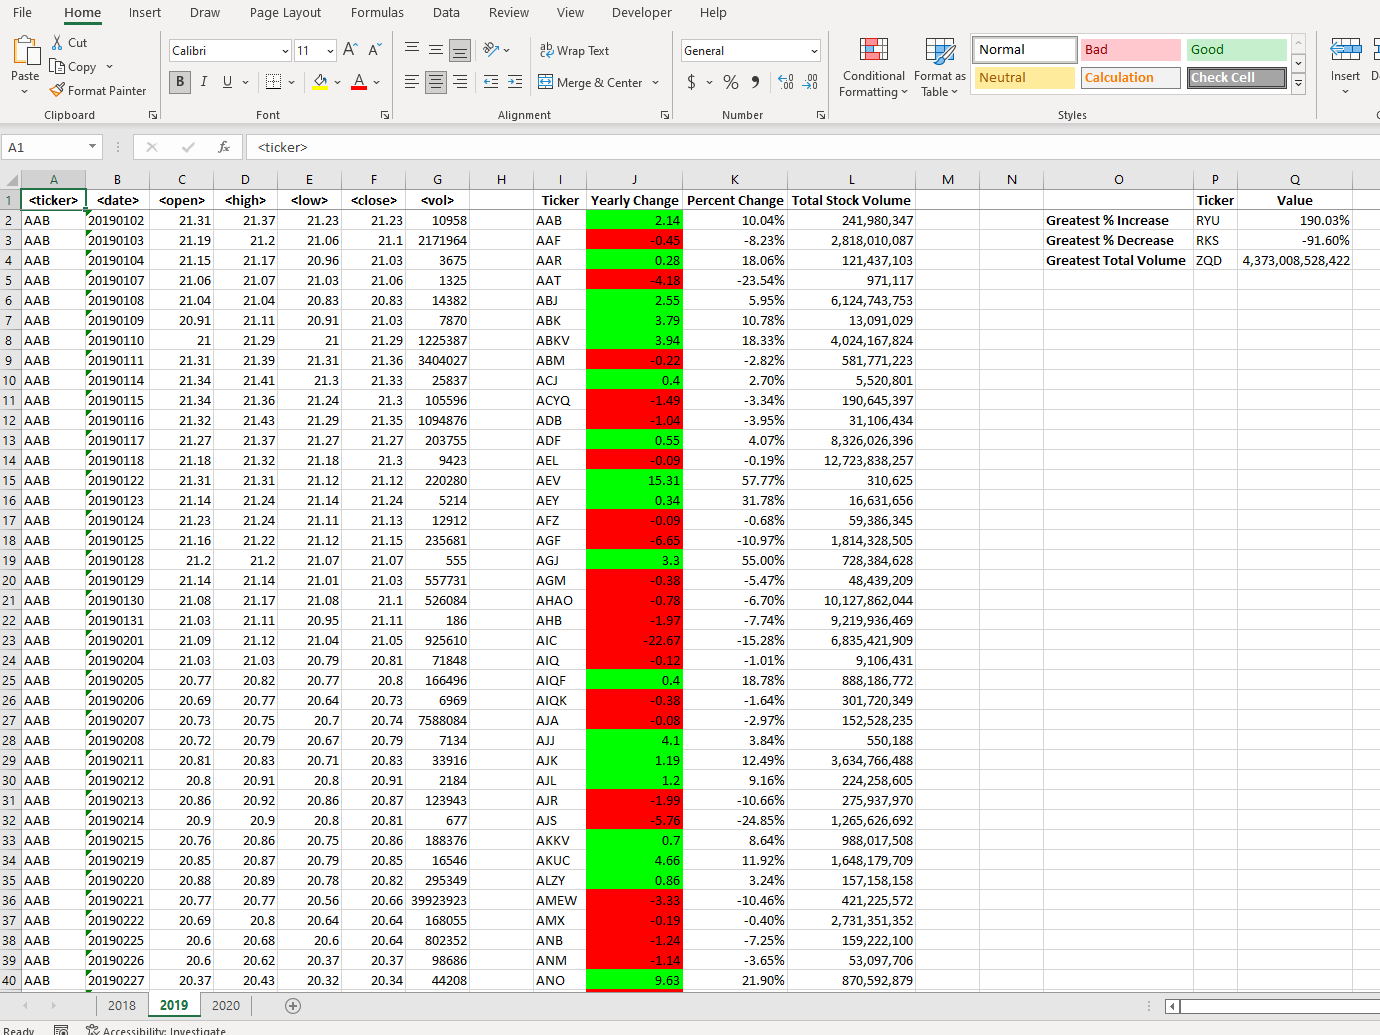 File Home Insert Draw Page Layout Formulas Data Review View Developer Help
Paste Cut Copy Format Painter Clipboard
Calibri 11 A A B I U A Font
Wrap Text Merge & Center Alignment
General $ % Number
Conditional Formatting Format as Table Normal Bad Good Neutral Calculation Check Cell Styles
Insert
A1 fx <ticker>
A B C D E F G H I J K L M N O P Q
1 <ticker> <date> <open> <high> <low> <close> <vol> Ticker Yearly Change Percent Change Total Stock Volume Ticker Value
2 AAB 20190102 21.31 21.37 21.23 21.23 10958 AAB 2.14 10.04% 241,980,347 Greatest % Increase RYU 190.03%
3 AAB 20190103 21.19 21.2 21.06 21.1 2171964 AAF -0.45 -8.23% 2,818,010,087 Greatest % Decrease RKS -91.60%
4 AAB 20190104 21.15 21.17 20.96 21.03 3675 AAR 0.28 18.06% 121,437,103 Greatest Total Volume ZQD 4,373,008,528,422
5 AAB 20190107 21.06 21.07 21.03 21.06 1325 AAT -4.18 -23.54% 971,117
6 AAB 20190108 21.04 21.04 20.83 20.83 14382 ABJ 2.55 5.95% 6,124,743,753
7 AAB 20190109 20.91 21.11 20.91 21.03 7870 ABK 3.79 10.78% 13,091,029
8 AAB 20190110 21 21.29 21 21.29 1225387 ABKV 3.94 18.33% 4,024,167,824
9 AAB 20190111 21.31 21.39 21.31 21.36 3404027 ABM -0.22 -2.82% 581,771,223
10 AAB 20190114 21.34 21.41 21.3 21.33 25837 ACJ 0.4 2.70% 5,520,801
11 AAB 20190115 21.34 21.36 21.24 21.3 105596 ACYQ -1.49 -3.34% 190,645,397
12 AAB 20190116 21.32 21.43 21.29 21.35 1094876 ADB -1.04 -3.95% 31,106,434
13 AAB 20190117 21.27 21.37 21.27 21.27 203755 ADF 0.55 4.07% 8,326,026,396
14 AAB 20190118 21.18 21.32 21.18 21.3 9423 AEL -0.09 -0.19% 12,723,838,257
15 AAB 20190122 21.31 21.31 21.12 21.12 220280 AEV 15.31 57.77% 310,625
16 AAB 20190123 21.14 21.24 21.14 21.24 5214 AEY 0.34 31.78% 16,631,656
17 AAB 20190124 21.23 21.24 21.11 21.13 12912 AFZ -0.09 -0.68% 59,386,345
18 AAB 20190125 21.16 21.22 21.12 21.15 235681 AGF -6.65 -10.97% 1,814,328,505
19 AAB 20190128 21.2 21.2 21.07 21.07 555 AGJ 3.3 55.00% 728,384,628
20 AAB 20190129 21.14 21.14 21.01 21.03 557731 AGM -0.38 -5.47% 48,439,209
21 AAB 20190130 21.08 21.17 21.08 21.1 526084 AHAO -0.78 -6.70% 10,127,862,044
22 AAB 20190131 21.03 21.11 20.95 21.11 186 AHB -1.97 -7.74% 9,219,936,469
23 AAB 20190201 21.09 21.12 21.04 21.05 925610 AIC -22.67 -15.28% 6,835,421,909
24 AAB 20190204 21.03 21.03 20.79 20.81 71848 AIQ -0.12 -1.01% 9,106,431
25 AAB 20190205 20.77 20.82 20.77 20.8 166496 AIQF 0.4 18.78% 888,186,772
26 AAB 20190206 20.69 20.77 20.64 20.73 6969 AIQK -0.38 -1.64% 301,720,349
27 AAB 20190207 20.73 20.75 20.7 20.74 7588084 AJA -0.08 -2.97% 152,528,235
28 AAB 20190208 20.72 20.79 20.67 20.79 7134 AJJ 4.1 3.84% 550,188
29 AAB 20190211 20.81 20.83 20.71 20.83 33916 AJK 1.19 12.49% 3,634,766,488
30 AAB 20190212 20.8 20.91 20.8 20.91 2184 AJL 1.2 9.16% 224,258,605
31 AAB 20190213 20.86 20.92 20.86 20.87 123943 AJR -1.99 -10.66% 275,937,970
32 AAB 20190214 20.9 20.9 20.8 20.81 677 AJS -5.76 -24.85% 1,265,626,692
33 AAB 20190215 20.76 20.86 20.75 20.86 188376 AKKV 0.7 8.64% 988,017,508
34 AAB 20190219 20.85 20.87 20.79 20.85 16546 AKUC 4.66 11.92% 1,648,179,709
35 AAB 20190220 20.88 20.89 20.78 20.82 295349 ALZY 0.86 3.24% 157,158,158
36 AAB 20190221 20.77 20.77 20.56 20.66 39923923 AMEW -3.33 -10.46% 421,225,572
37 AAB 20190222 20.69 20.8 20.64 20.64 168055 AMX -0.19 -0.40% 2,731,351,352
38 AAB 20190225 20.6 20.68 20.6 20.64 802352 ANB -1.24 -7.25% 159,222,100
39 AAB 20190226 20.6 20.62 20.37 20.37 98686 ANM -1.14 -3.65% 53,097,706
40 AAB 20190227 20.37 20.43 20.32 20.34 44208 ANO 9.63 21.90% 870,592,879
2018 2019 2020
Ready Accessibility: Investigate